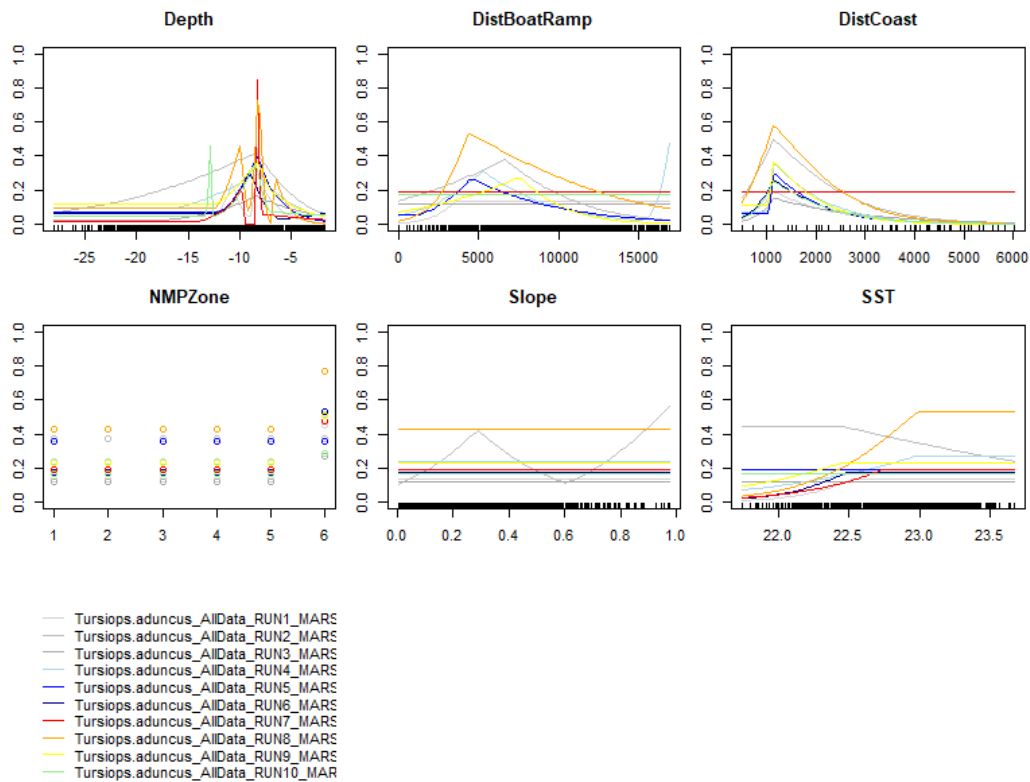 Depth DistBoatRamp DistCoast
1.0 1.0 1.0
0.8 0.8 0.8
0.6 0.6 0.6
0.4 0.4 0.4
0.2 0.2 0.2
0.0 0.0 0.0
-25 -20 -15 -10 -5 0 5000 10000 15000 1000 2000 3000 4000 5000 6000
NMPZone Slope SST
1.0 1.0 1.0
0.8 0.8 0.8
0.6 0.6 0.6
0.4 0.4 0.4
0.2 0.2 0.2
0.0 0.0 0.0
1 2 3 4 5 6 0.0 0.2 0.4 0.6 0.8 1.0 22.0 22.5 23.0 23.5
Tursiops.aduncus_AllData_RUN1_MARS
Tursiops.aduncus_AllData_RUN2_MARS
Tursiops.aduncus_AllData_RUN3_MARS
Tursiops.aduncus_AllData_RUN4_MARS
Tursiops.aduncus_AllData_RUN5_MARS
Tursiops.aduncus_AllData_RUN6_MARS
Tursiops.aduncus_AllData_RUN7_MARS
Tursiops.aduncus_AllData_RUN8_MARS
Tursiops.aduncus_AllData_RUN9_MARS
Tursiops.aduncus_AllData_RUN10_MAR